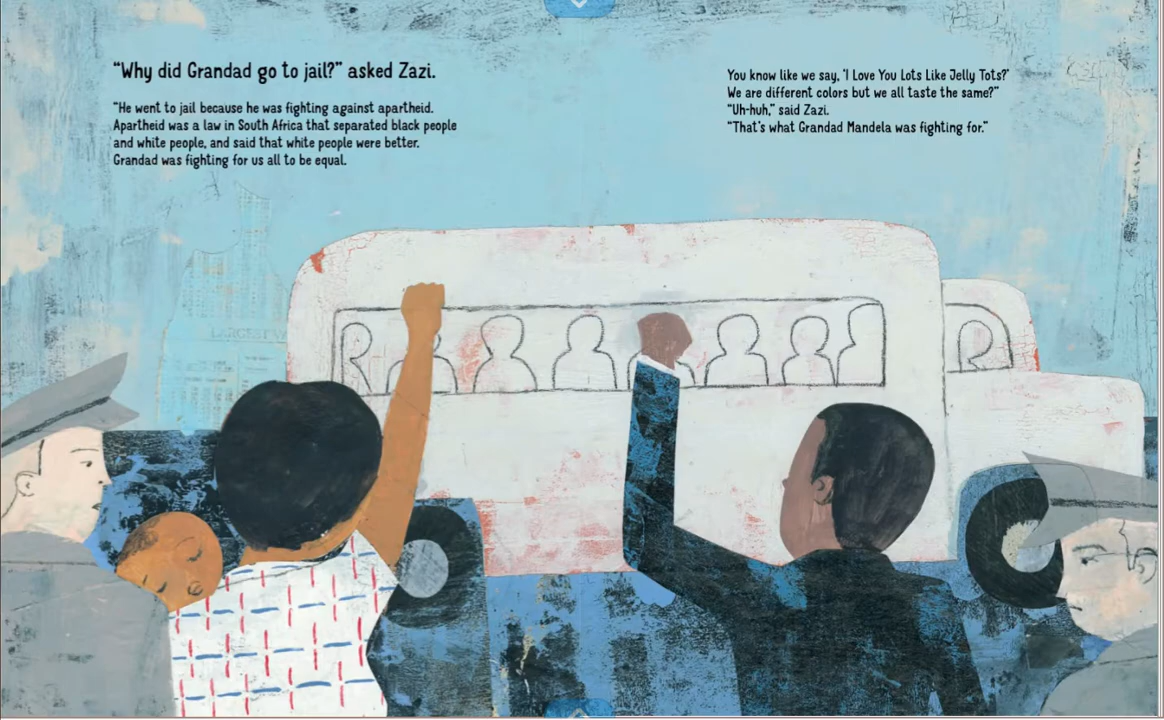 “Why did Grandad go to jail?” asked Zazi.
“He went to jail because he was fighting against apartheid.
Apartheid was a law in South Africa that separated black people
and white people, and said that white people were better.
Grandad was fighting for us all to be equal.
You know like we say, ‘I Love You Lots Like Jelly Tots?’
We are different colors but we all taste the same?”
“Uh-huh,” said Zazi.
“That’s what Grandad Mandela was fighting for.”
LARGEST